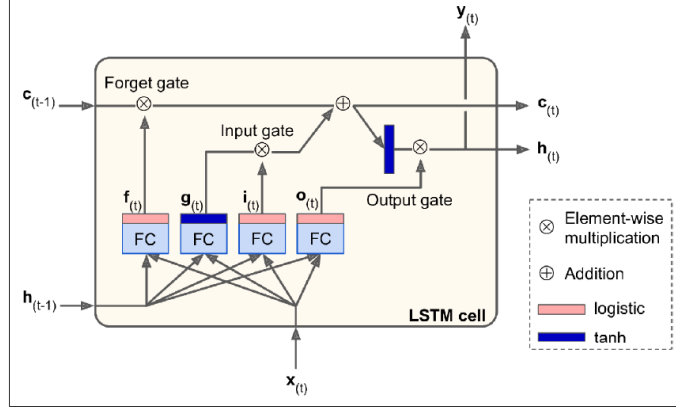 y(t)
Forget gate
c(t-1)
c(t)
Input gate
h(t)
f(t)
g(t)
i(t)
o(t)
Output gate
FC
FC
FC
FC
Element-wise
multiplication
Addition
h(t-1)
logistic
LSTM cell
tanh
x(t)